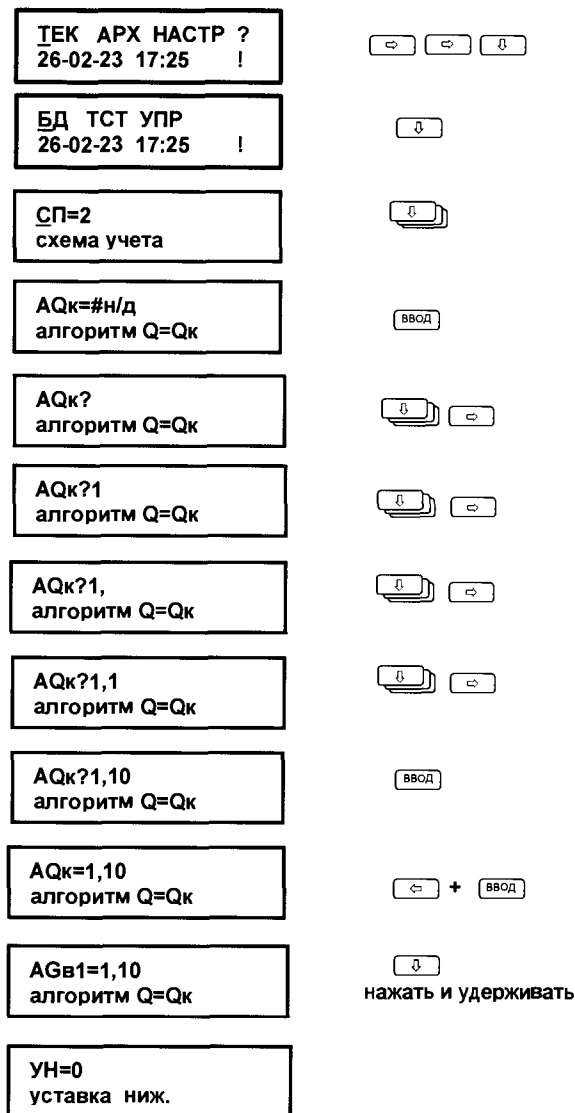 ТЕК АРХ НАСТР ?
26-02-23 17:25 !
⇨ ⇨ ⇩
БД ТСТ УПР
26-02-23 17:25 !
⇩
СП=2
схема учета
⇩
AQк=#н/д
алгоритм Q=Qк
ВВОД
AQк?
алгоритм Q=Qк
⇩ ⇨
AQк?1
алгоритм Q=Qк
⇩ ⇨
AQк?1,
алгоритм Q=Qк
⇩ ⇨
AQк?1,1
алгоритм Q=Qк
⇩ ⇨
AQк?1,10
алгоритм Q=Qк
ВВОД
AQк=1,10
алгоритм Q=Qк
⇦ + ВВОД
AGв1=1,10
алгоритм Q=Qк
⇩
нажать и удерживать
УН=0
уставка ниж.